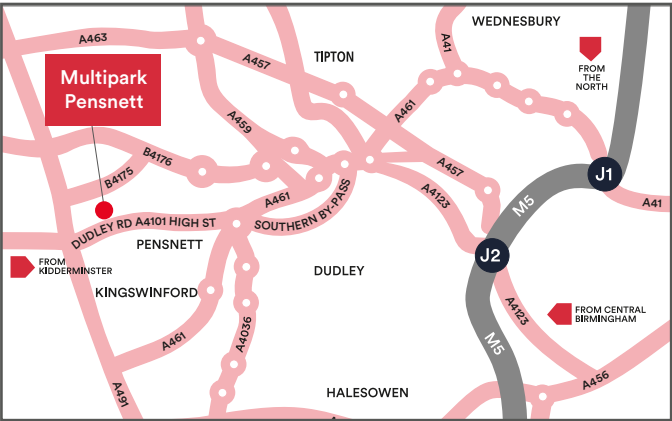 WEDNESBURY
A463
A41
TIPTON
A457
FROM
THE
NORTH
Multipark
Pensnett
A461
A459
B4176
A457
J1
B4175
A461
A4123
M5
A41
DUDLEY RD A4101 HIGH ST
SOUTHERN BY-PASS
PENSNETT
J2
FROM
KIDDERMINSTER
DUDLEY
KINGSWINFORD
A4123
FROM CENTRAL
BIRMINGHAM
A461
A4036
M5
A491
HALESOWEN
A456